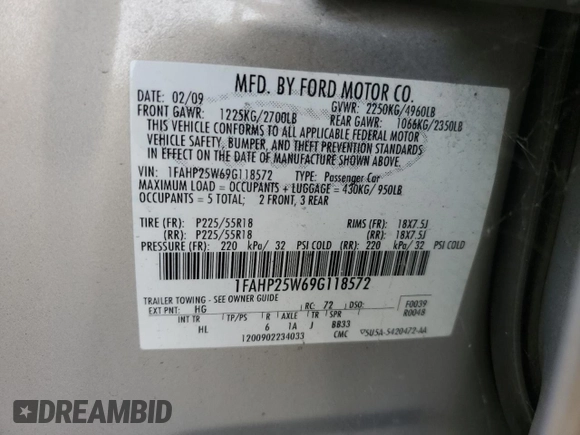 MFD. BY FORD MOTOR CO.
DATE: 02/09 GVWR: 2250KG/4960LB
FRONT GAWR: 1225KG/2700LB REAR GAWR: 1066KG/2350LB
THIS VEHICLE CONFORMS TO ALL APPLICABLE FEDERAL MOTOR
VEHICLE SAFETY, BUMPER, AND THEFT PREVENTION STANDARDS
IN EFFECT ON THE DATE OF MANUFACTURE SHOWN ABOVE.
VIN: 1FAHP25W69G118572 TYPE: Passenger Car
MAXIMUM LOAD = OCCUPANTS + LUGGAGE = 430KG/ 950LB
OCCUPANTS = 5 TOTAL; 2 FRONT, 3 REAR
TIRE (FR): P225/55R18 RIMS (FR): 18X7.5J
(RR): P225/55R18 (RR): 18X7.5J
PRESSURE (FR): 220 kPa/ 32 PSI COLD (RR): 220 kPa/ 32 PSI COLD
1FAHP25W69G118572
TRAILER TOWING - SEE OWNER GUIDE
EXT PNT: HG RC: 72 DSO: F0039
R0048
INT TR TP/PS R AXLE TR SPR
HL 6 1A J BB33
1200902234033 CMC 5U5A-5420472-AA
DREAMBID